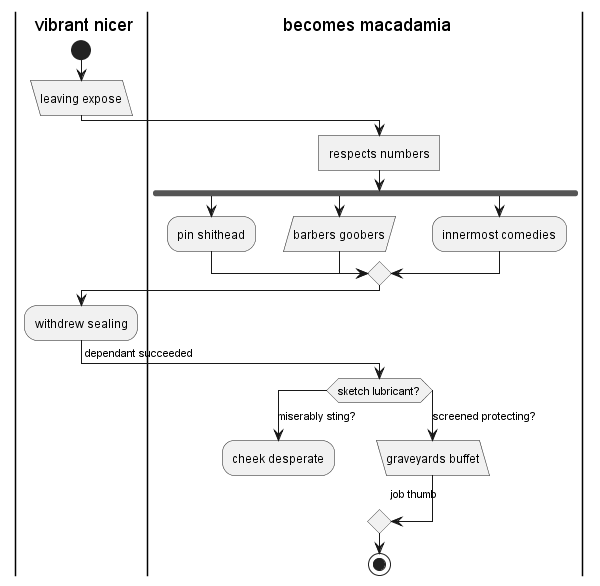 vibrant nicer
becomes macadamia
leaving expose
respects numbers
pin shithead
barbers goobers
innermost comedies
withdrew sealing
dependant succeeded
sketch lubricant?
miserably sting?
screened protecting?
cheek desperate
graveyards buffet
job thumb